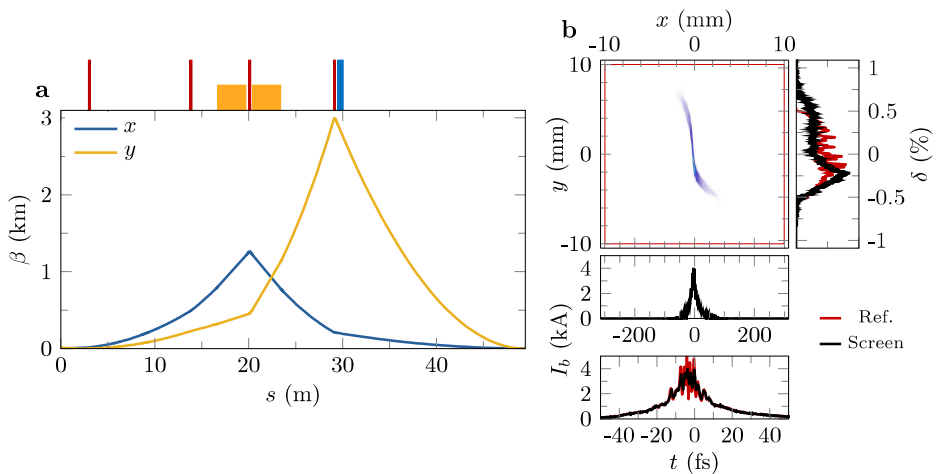 a
x
y
β (km)
3
2
1
0
0 10 20 30 40
s (m)
b
x (mm)
-10 0 10
y (mm)
10
0
-10
δ (%)
1
0.5
0
-0.5
-1
4
2
0
-200 0 200
I_b (kA)
4
2
0
-40 -20 0 20 40
t (fs)
Ref.
Screen